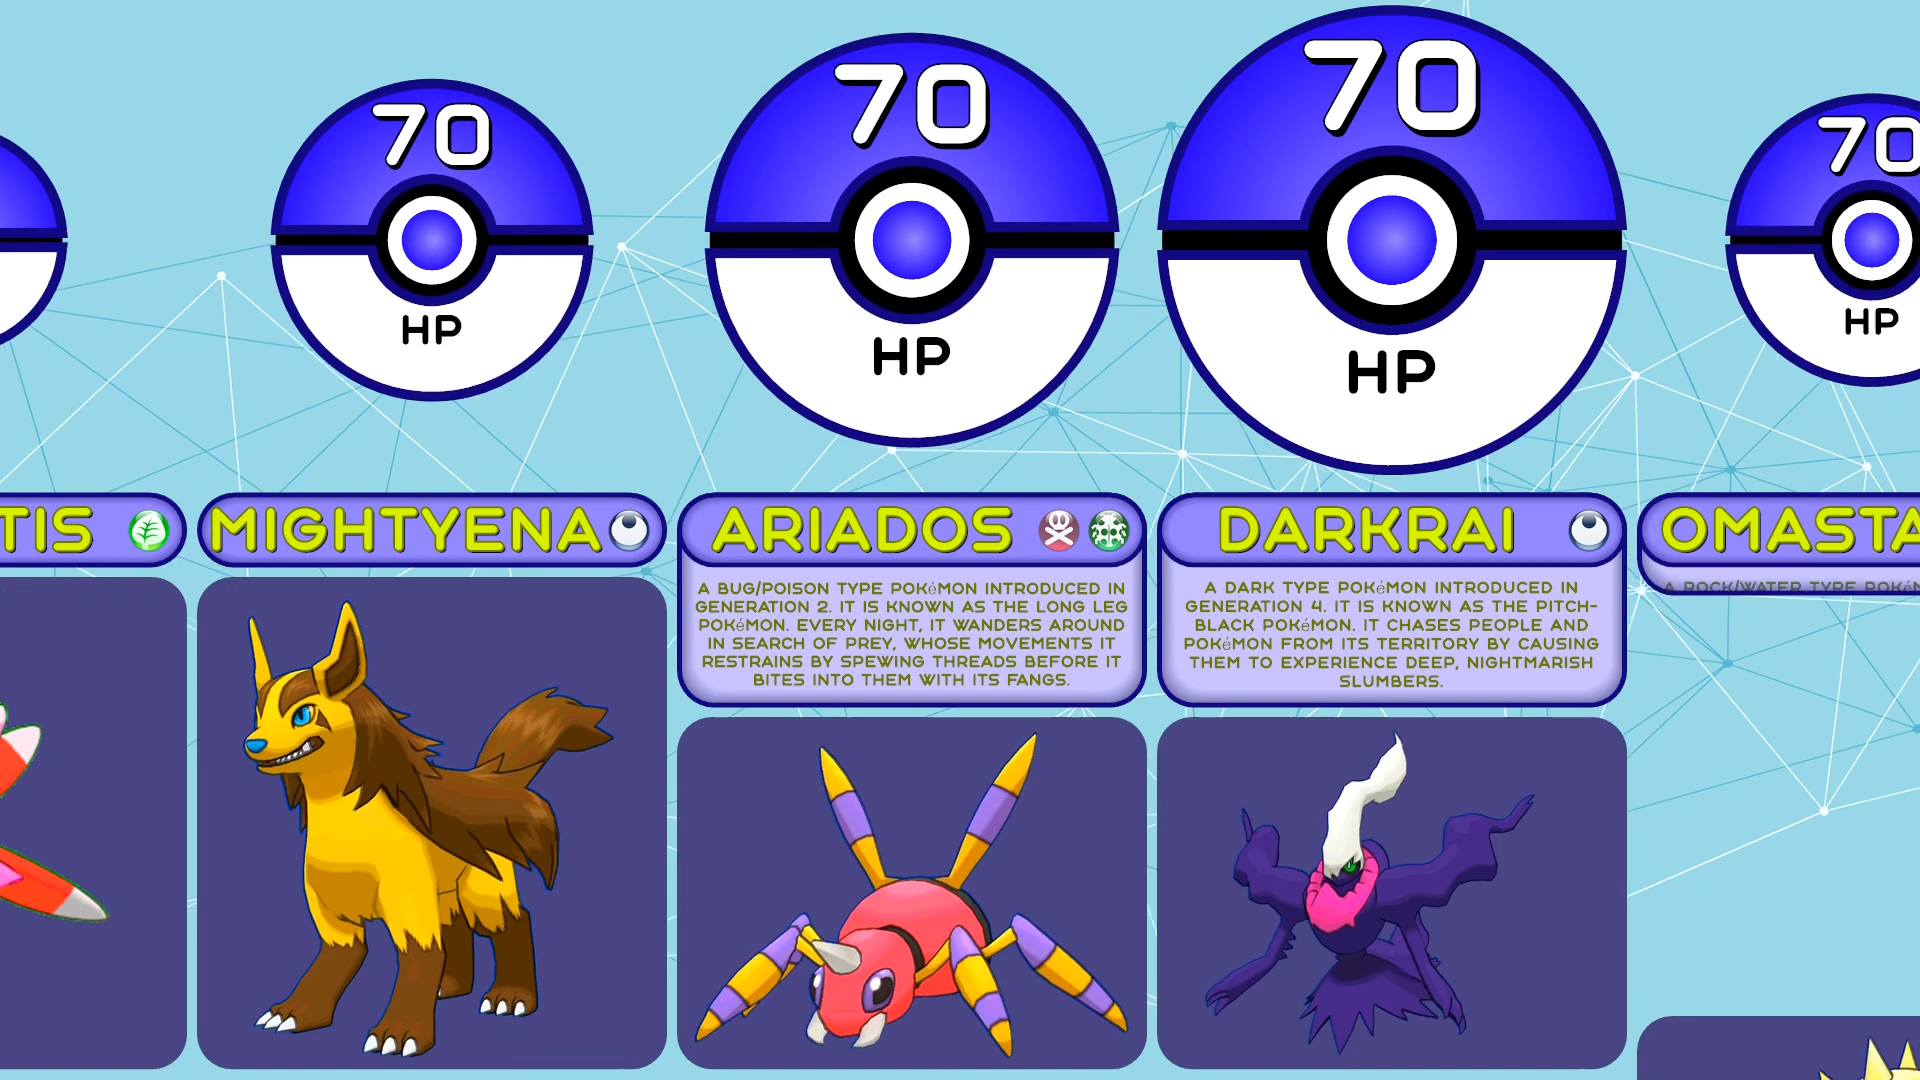 70
HP
70
HP
70
HP
70
HP
TIS
MIGHTYENA
ARIADOS
A BUG/POISON TYPE POKéMON INTRODUCED IN
GENERATION 2. IT IS KNOWN AS THE LONG LEG
POKéMON. EVERY NIGHT, IT WANDERS AROUND
IN SEARCH OF PREY, WHOSE MOVEMENTS IT
RESTRAINS BY SPEWING THREADS BEFORE IT
BITES INTO THEM WITH ITS FANGS.
DARKRAI
A DARK TYPE POKéMON INTRODUCED IN
GENERATION 4. IT IS KNOWN AS THE PITCH-
BLACK POKéMON. IT CHASES PEOPLE AND
POKéMON FROM ITS TERRITORY BY CAUSING
THEM TO EXPERIENCE DEEP, NIGHTMARISH
SLUMBERS.
OMASTA
A ROCK/WATER TYPE